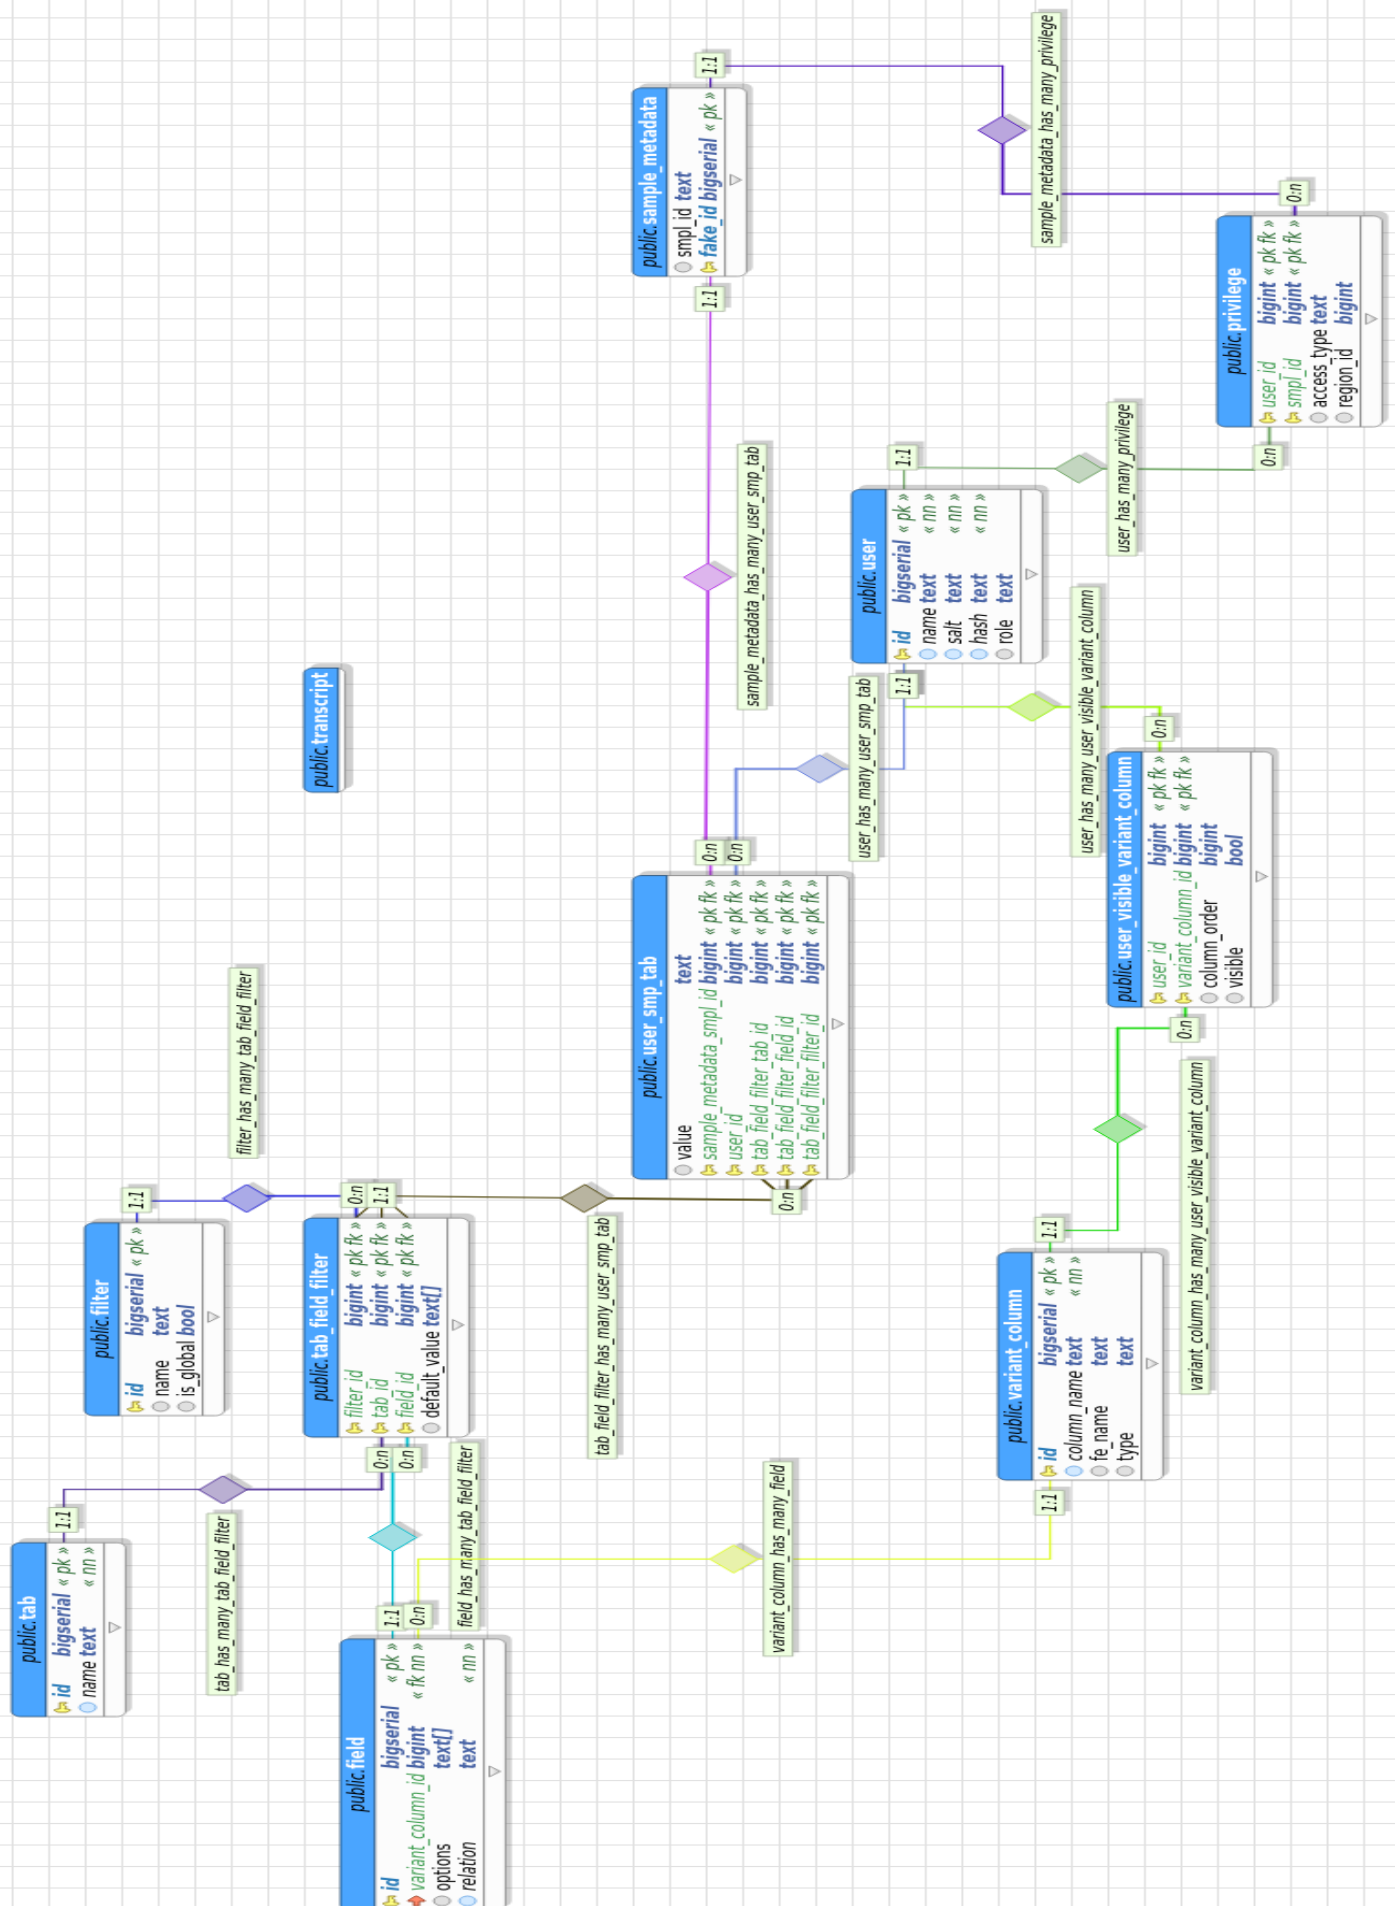 public.tab
id bigserial « pk »
name text « nn »
1:1
tab_has_many_tab_field_filter
public.filter
id bigserial « pk »
name text
is_global bool
1:1
filter_has_many_tab_field_filter
public.tab_field_filter
filter_id bigint « pk fk »
tab_id bigint « pk fk »
field_id bigint « pk fk »
default_value text[]
0:n
0:n
0:n
1:1
public.transcript
public.field
id bigserial « pk »
variant_column_id bigint « fk nn »
options text[]
relation text « nn »
1:1
0:n
field_has_many_tab_field_filter
tab_field_filter_has_many_user_smp_tab
public.user_smp_tab
value text
sample_metadata_smpl_id bigint « pk fk »
user_id bigint « pk fk »
tab_field_filter_tab_id bigint « pk fk »
tab_field_filter_field_id bigint « pk fk »
tab_field_filter_filter_id bigint « pk fk »
0:n
0:n
0:n
public.sample_metadata
smpl_id text
fake_id bigserial « pk »
1:1
1:1
sample_metadata_has_many_user_smp_tab
variant_column_has_many_field
user_has_many_user_smp_tab
public.user
id bigserial « pk »
name text « nn »
salt text « nn »
hash text « nn »
role text
1:1
1:1
sample_metadata_has_many_privilege
public.variant_column
id bigserial « pk »
column_name text « nn »
fe_name text
type text
1:1
1:1
user_has_many_user_visible_variant_column
user_has_many_privilege
public.user_visible_variant_column
user_id bigint « pk fk »
variant_column_id bigint « pk fk »
column_order bigint
visible bool
0:n
0:n
variant_column_has_many_user_visible_variant_column
public.privilege
user_id bigint « pk fk »
smpl_id bigint « pk fk »
access_type text
region_id bigint
0:n
0:n